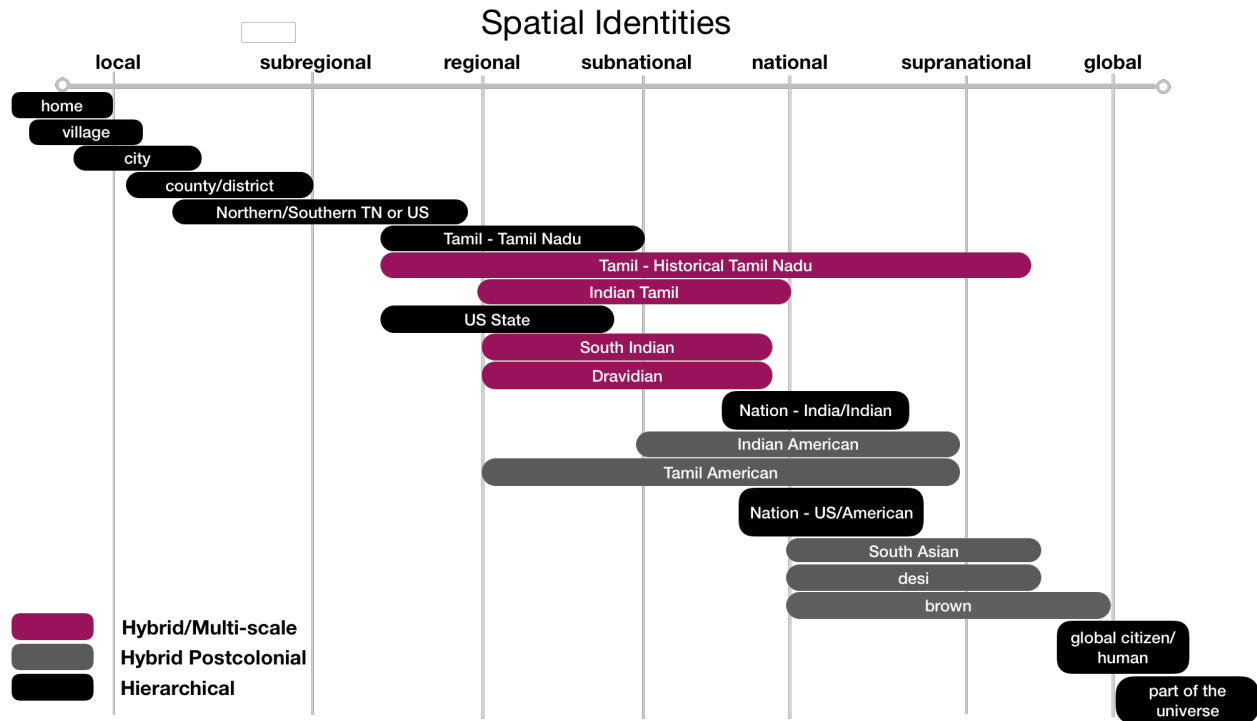 Spatial Identities
local subregional regional subnational national supranational global
home
village
city
county/district
Northern/Southern TN or US
Tamil - Tamil Nadu
Tamil - Historical Tamil Nadu
Indian Tamil
US State
South Indian
Dravidian
Nation - India/Indian
Indian American
Tamil American
Nation - US/American
South Asian
desi
brown
Hybrid/Multi-scale
global citizen/
human
Hybrid Postcolonial
Hierarchical
part of the
universe